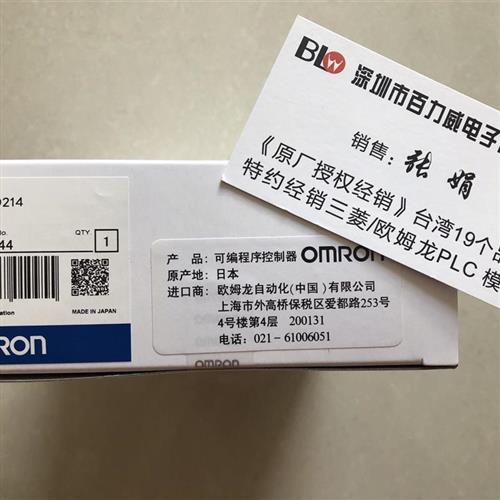 BLW 深圳市百力威电子
销售：张娟
《原厂授权经销》台湾19个品
特约经销三菱/欧姆龙PLC 模
0214
No.
44
QTY.
1
MADE IN JAPAN
OMRON
产 品：可编程序控制器 OMRON
原产地：日本
进口商：欧姆龙自动化(中国)有限公司
上海市外高桥保税区爱都路253号
4号楼第4层 200131
电话：021-61006051
OMRON